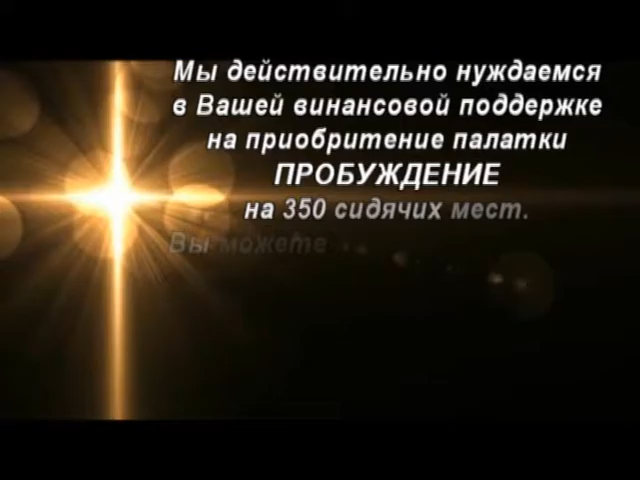 Мы действительно нуждаемся
в Вашей винансовой поддержке
на приобритение палатки
ПРОБУЖДЕНИЕ
на 350 сидячих мест.
Вы можете